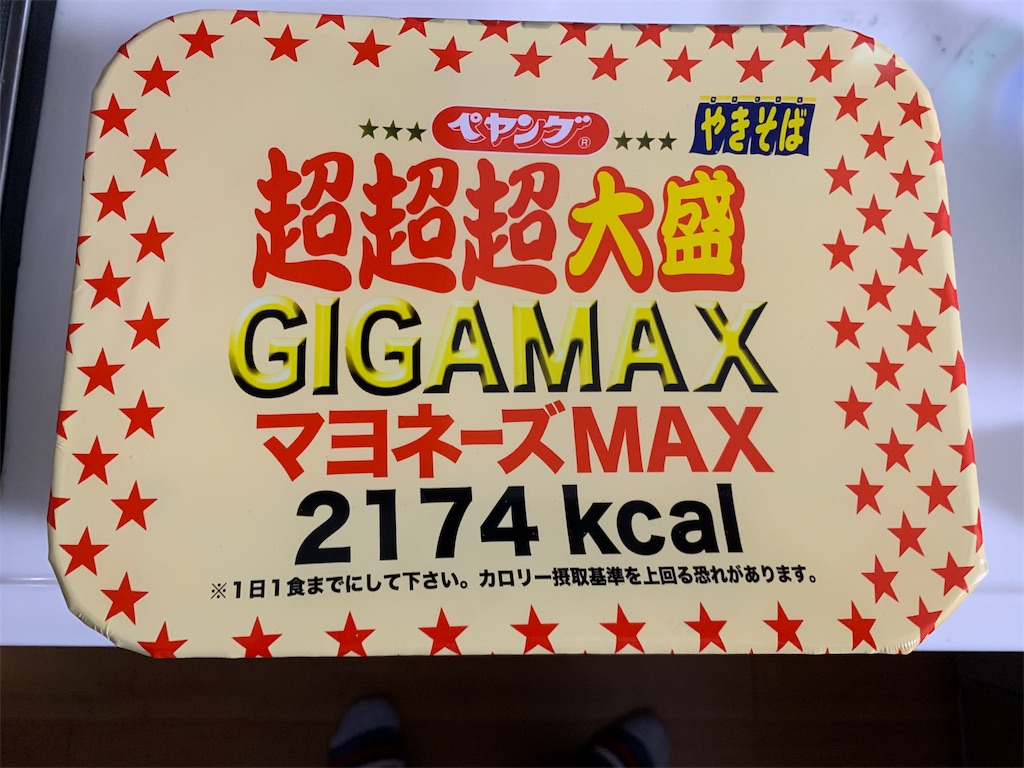 ペヤング®
やきそば
超超超大盛
GIGAMAX
マヨネーズMAX
2174 kcal
※1日1食までにして下さい。カロリー摂取基準を上回る恐れがあります。